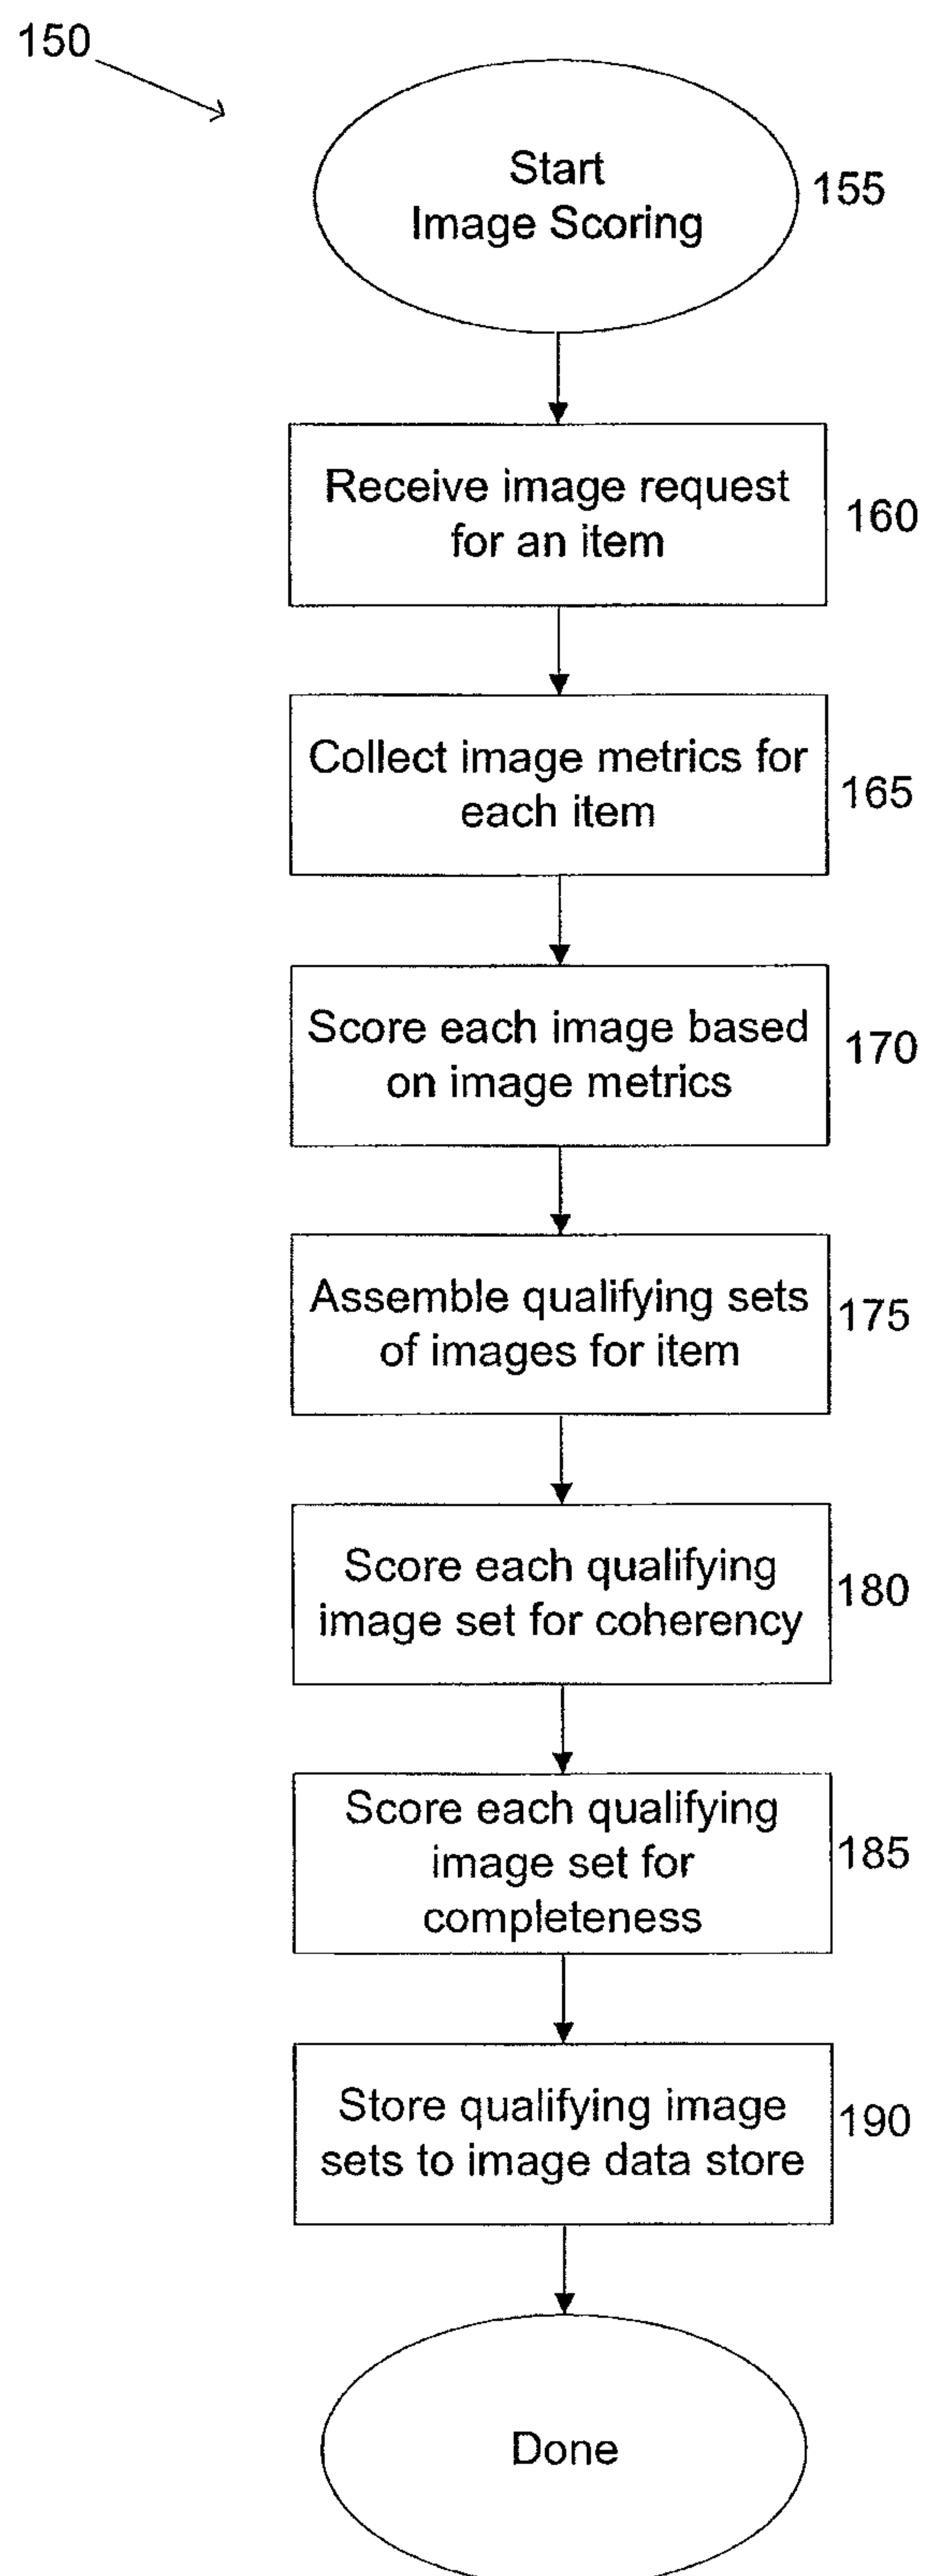 150
Start
Image Scoring
155
Receive image request
for an item
160
Collect image metrics for
each item
165
Score each image based
on image metrics
170
Assemble qualifying sets
of images for item
175
Score each qualifying
image set for coherency
180
Score each qualifying
image set for
completeness
185
Store qualifying image
sets to image data store
190
Done